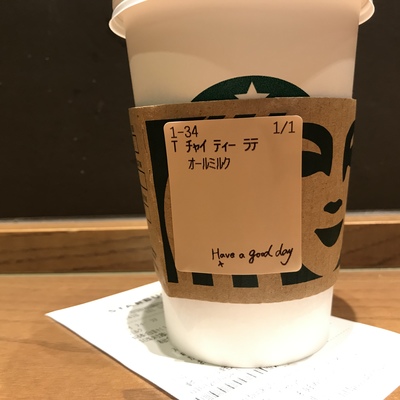 1-34 1/1
T ﾁｬｲ ﾃｨｰ ﾗﾃ
ｵｰﾙﾐﾙｸ
Have a good day